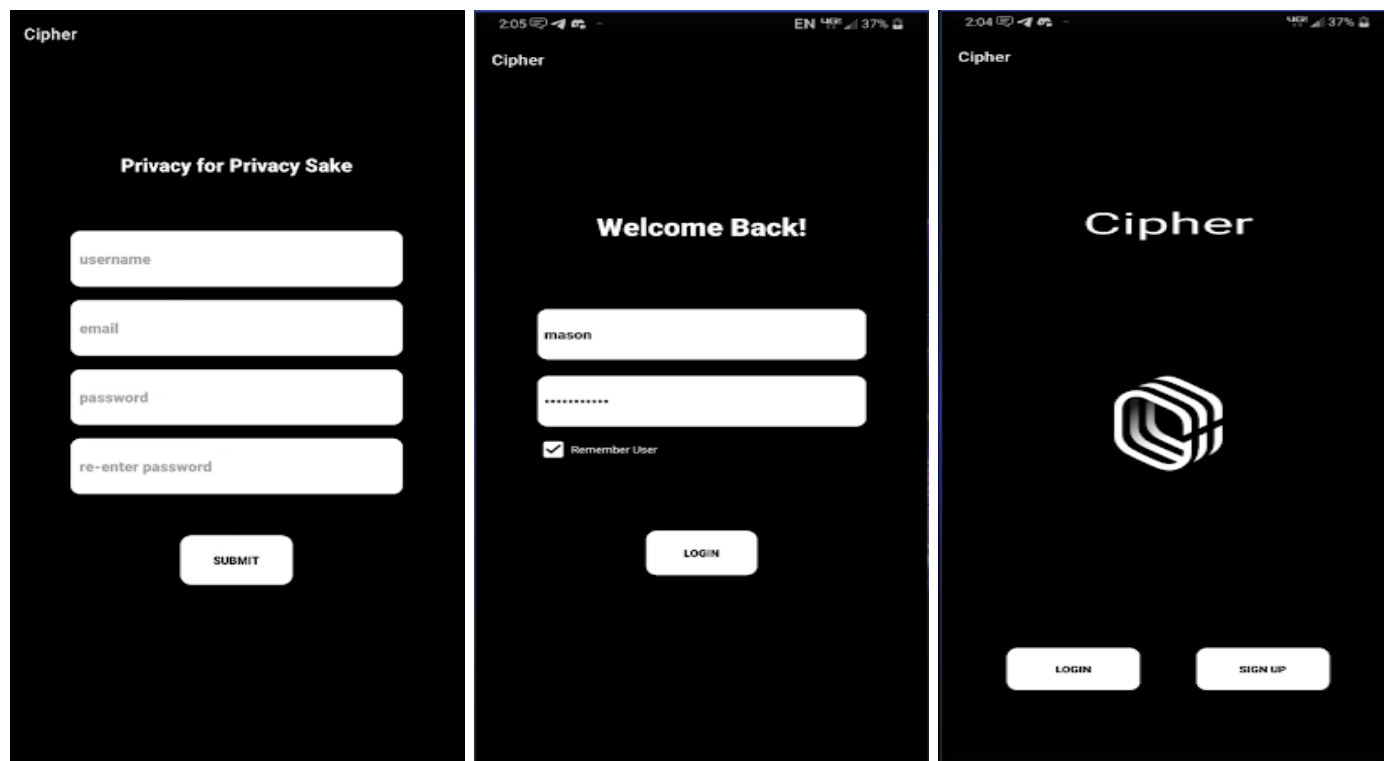 Cipher
Privacy for Privacy Sake
username
email
password
re-enter password
SUBMIT
2:05
EN 37%
Cipher
Welcome Back!
mason
•••••••••••
Remember User
LOGIN
2:04
37%
Cipher
Cipher
LOGIN
SIGN UP